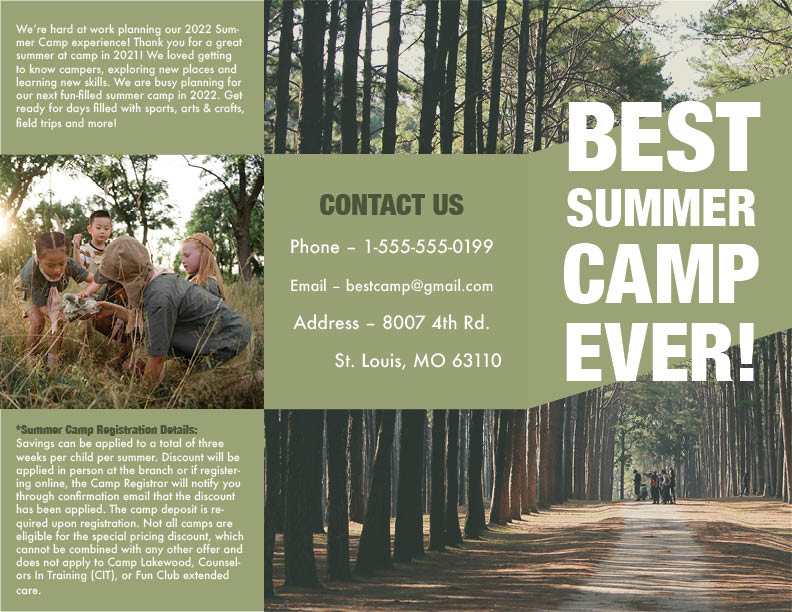 We're hard at work planning our 2022 Sum-
mer Camp experience! Thank you for a great
summer at camp in 2021! We loved getting
to know campers, exploring new places and
learning new skills. We are busy planning for
our next fun-filled summer camp in 2022. Get
ready for days filled with sports, arts & crafts,
field trips and more!
*Summer Camp Registration Details:
Savings can be applied to a total of three
weeks per child per summer. Discount will be
applied in person at the branch or if register-
ing online, the Camp Registrar will notify you
through confirmation email that the discount
has been applied. The camp deposit is re-
quired upon registration. Not all camps are
eligible for the special pricing discount, which
cannot be combined with any other offer and
does not apply to Camp Lakewood, Counsel-
ors In Training (CIT), or Fun Club extended
care.
CONTACT US
Phone – 1-555-555-0199
Email – bestcamp@gmail.com
Address – 8007 4th Rd.
St. Louis, MO 63110
BEST
SUMMER
CAMP
EVER!